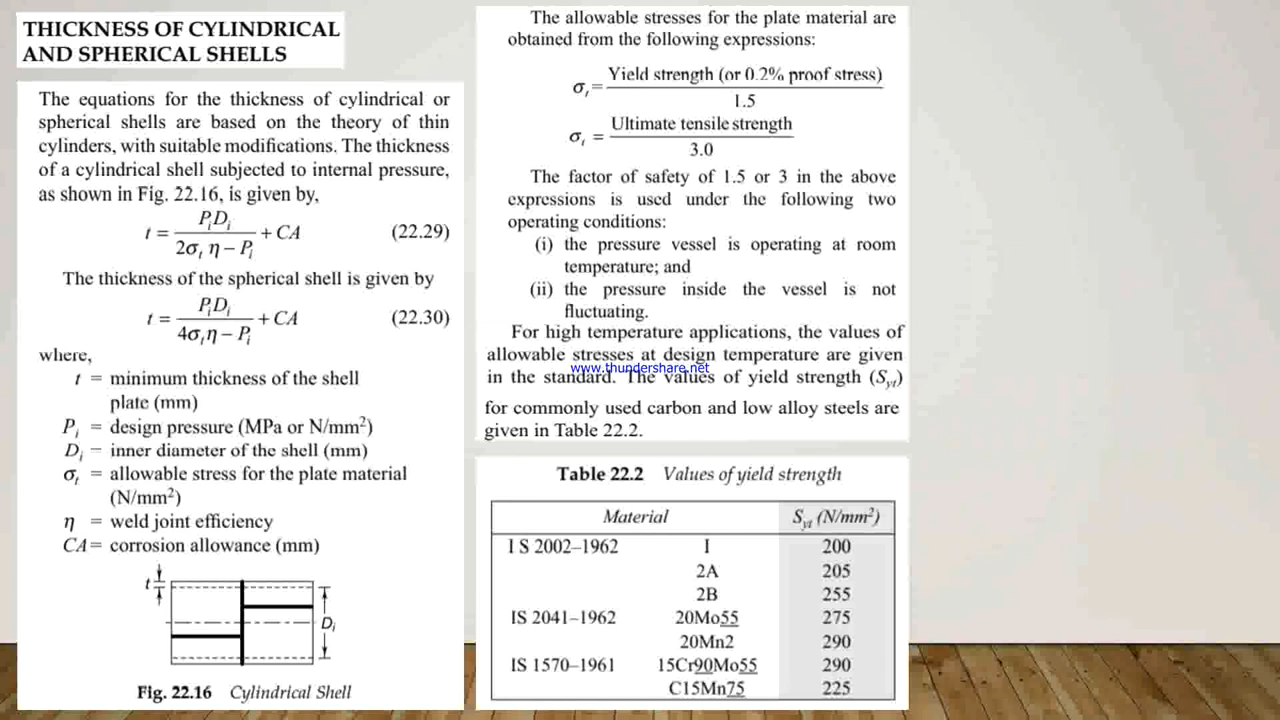 THICKNESS OF CYLINDRICAL
AND SPHERICAL SHELLS
The equations for the thickness of cylindrical or
spherical shells are based on the theory of thin
cylinders, with suitable modifications. The thickness
of a cylindrical shell subjected to internal pressure,
as shown in Fig. 22.16, is given by,
t = PᵢDᵢ / (2σₜ η – Pᵢ) + CA (22.29)
The thickness of the spherical shell is given by
t = PᵢDᵢ / (4σₜη – Pᵢ) + CA (22.30)
where,
t = minimum thickness of the shell
plate (mm)
Pᵢ = design pressure (MPa or N/mm²)
Dᵢ = inner diameter of the shell (mm)
σₜ = allowable stress for the plate material
(N/mm²)
η = weld joint efficiency
CA = corrosion allowance (mm)
t
Dᵢ
Fig. 22.16 Cylindrical Shell
The allowable stresses for the plate material are
obtained from the following expressions:
σₜ = Yield strength (or 0.2% proof stress) / 1.5
σₜ = Ultimate tensile strength / 3.0
The factor of safety of 1.5 or 3 in the above
expressions is used under the following two
operating conditions:
(i) the pressure vessel is operating at room
temperature; and
(ii) the pressure inside the vessel is not
fluctuating.
For high temperature applications, the values of
allowable stresses at design temperature are given
www.thundershare.net
in the standard. The values of yield strength (Sᵧₜ)
for commonly used carbon and low alloy steels are
given in Table 22.2.
Table 22.2 Values of yield strength
Material Sᵧₜ (N/mm²)
I S 2002–1962 I 200
2A 205
2B 255
IS 2041–1962 20Mo55 275
20Mn2 290
IS 1570–1961 15Cr90Mo55 290
C15Mn75 225